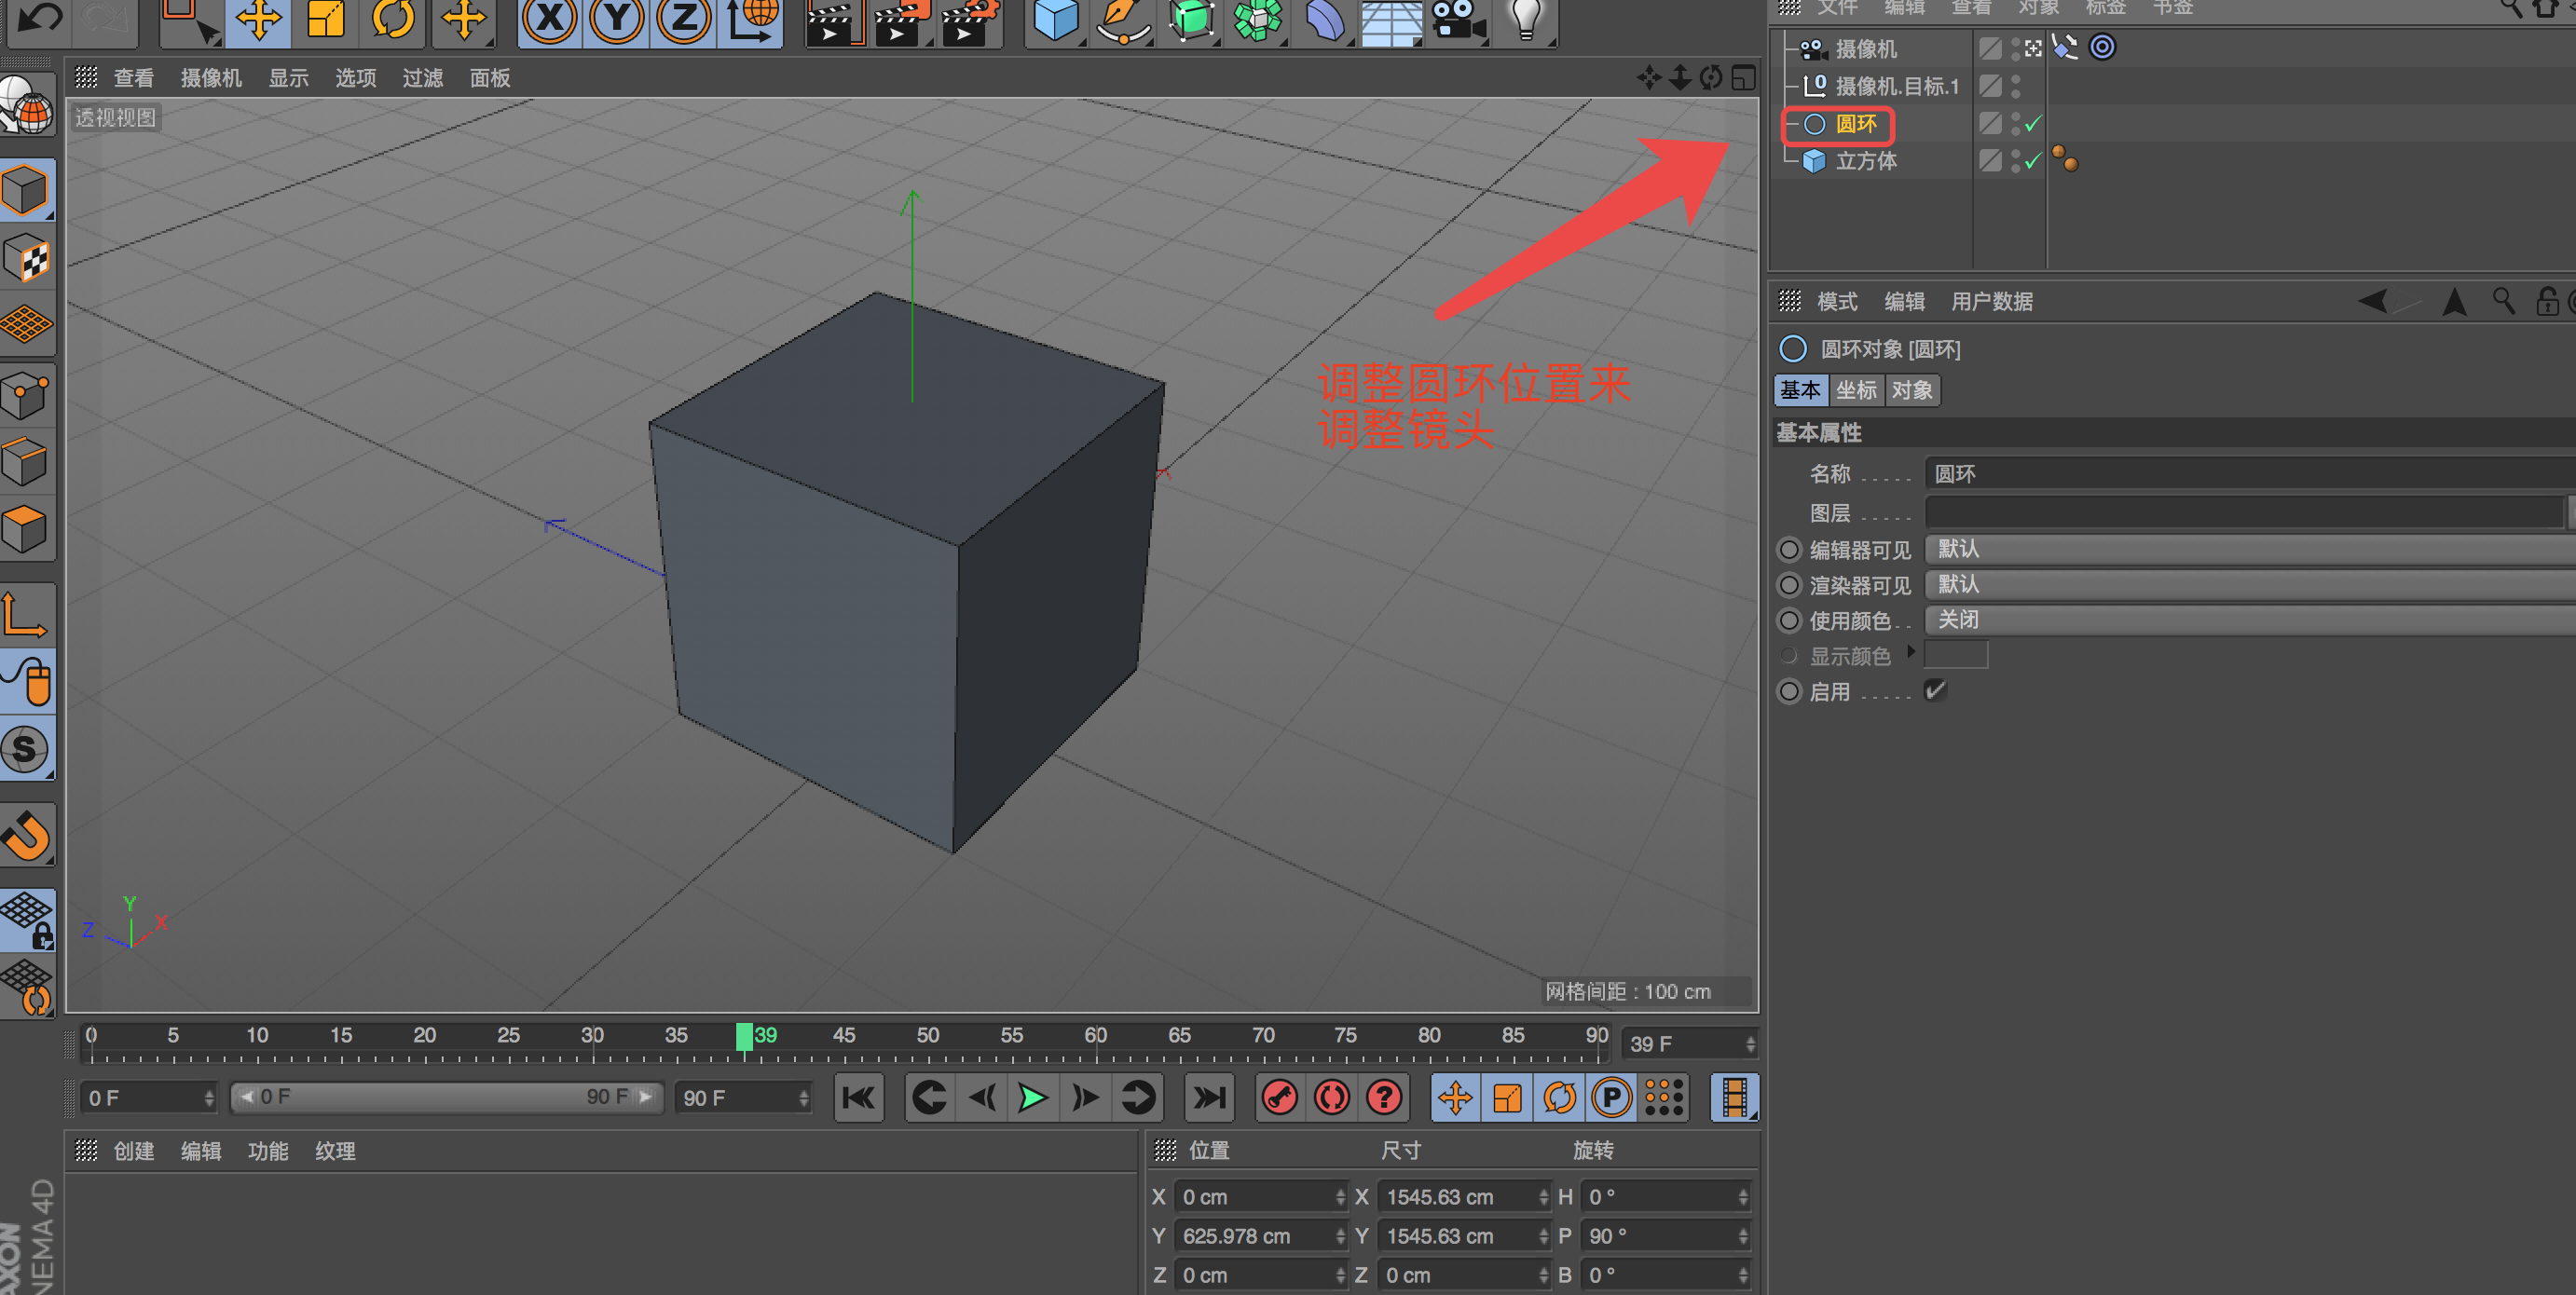 X Y Z
文件 编辑 查看 对象 标签 书签
查看 摄像机 显示 选项 过滤 面板
透视视图
摄像机
0 摄像机.目标.1
圆环
立方体
调整圆环位置来
调整镜头
模式 编辑 用户数据
圆环对象 [圆环]
基本 坐标 对象
基本属性
名称 ..... 圆环
图层 .....
编辑器可见 默认
渲染器可见 默认
使用颜色.. 关闭
显示颜色
启用 .....
S
Y
Z X
网格间距 : 100 cm
0 5 10 15 20 25 30 35 39 45 50 55 60 65 70 75 80 85 90 39 F
0 F 0 F 90 F 90 F ? P
创建 编辑 功能 纹理
位置 尺寸 旋转
X 0 cm X 1545.63 cm H 0 °
Y 625.978 cm Y 1545.63 cm P 90 °
Z 0 cm Z 0 cm B 0 °
AXON
NEMA 4D